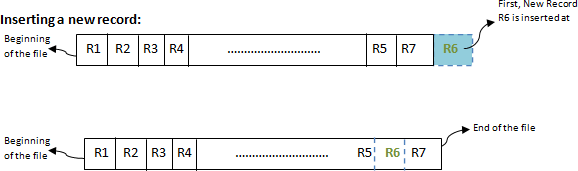 Inserting a new record:
First, New Record
R6 is inserted at
Beginning
of the file
R1 R2 R3 R4 ............................. R5 R7 R6
End of the file
Beginning
of the file
R1 R2 R3 R4 ............................. R5 R6 R7